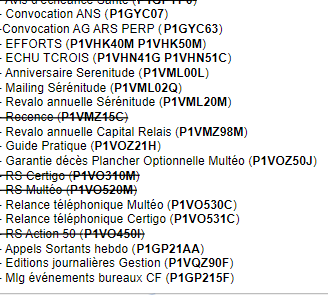 - Avis d'échéance Santé (P1GPTP0)
- Convocation ANS (P1GYC07)
-Convocation AG ARS PERP (P1GYC63)
- EFFORTS (P1VHK40M P1VHK50M)
- ECHU TCROIS (P1VHN41G P1VHN51C)
- Anniversaire Serenitude (P1VML00L)
- Mailing Sérénitude (P1VML02Q)
- Revalo annuelle Sérénitude (P1VML20M)
- Reconce (P1VMZ15C)
- Revalo annuelle Capital Relais (P1VMZ98M)
- Guide Pratique (P1VOZ21H)
- Garantie décès Plancher Optionnelle Multéo (P1VOZ50J)
- RS Certigo (P1VO310M)
- RS Multéo (P1VO520M)
- Relance téléphonique Multéo (P1VO530C)
- Relance téléphonique Certigo (P1VO531C)
- RS Action 50 (P1VO450I)
- Appels Sortants hebdo (P1GP21AA)
- Editions journalières Gestion (P1VQZ90F)
- Mlg événements bureaux CF (P1GP215F)